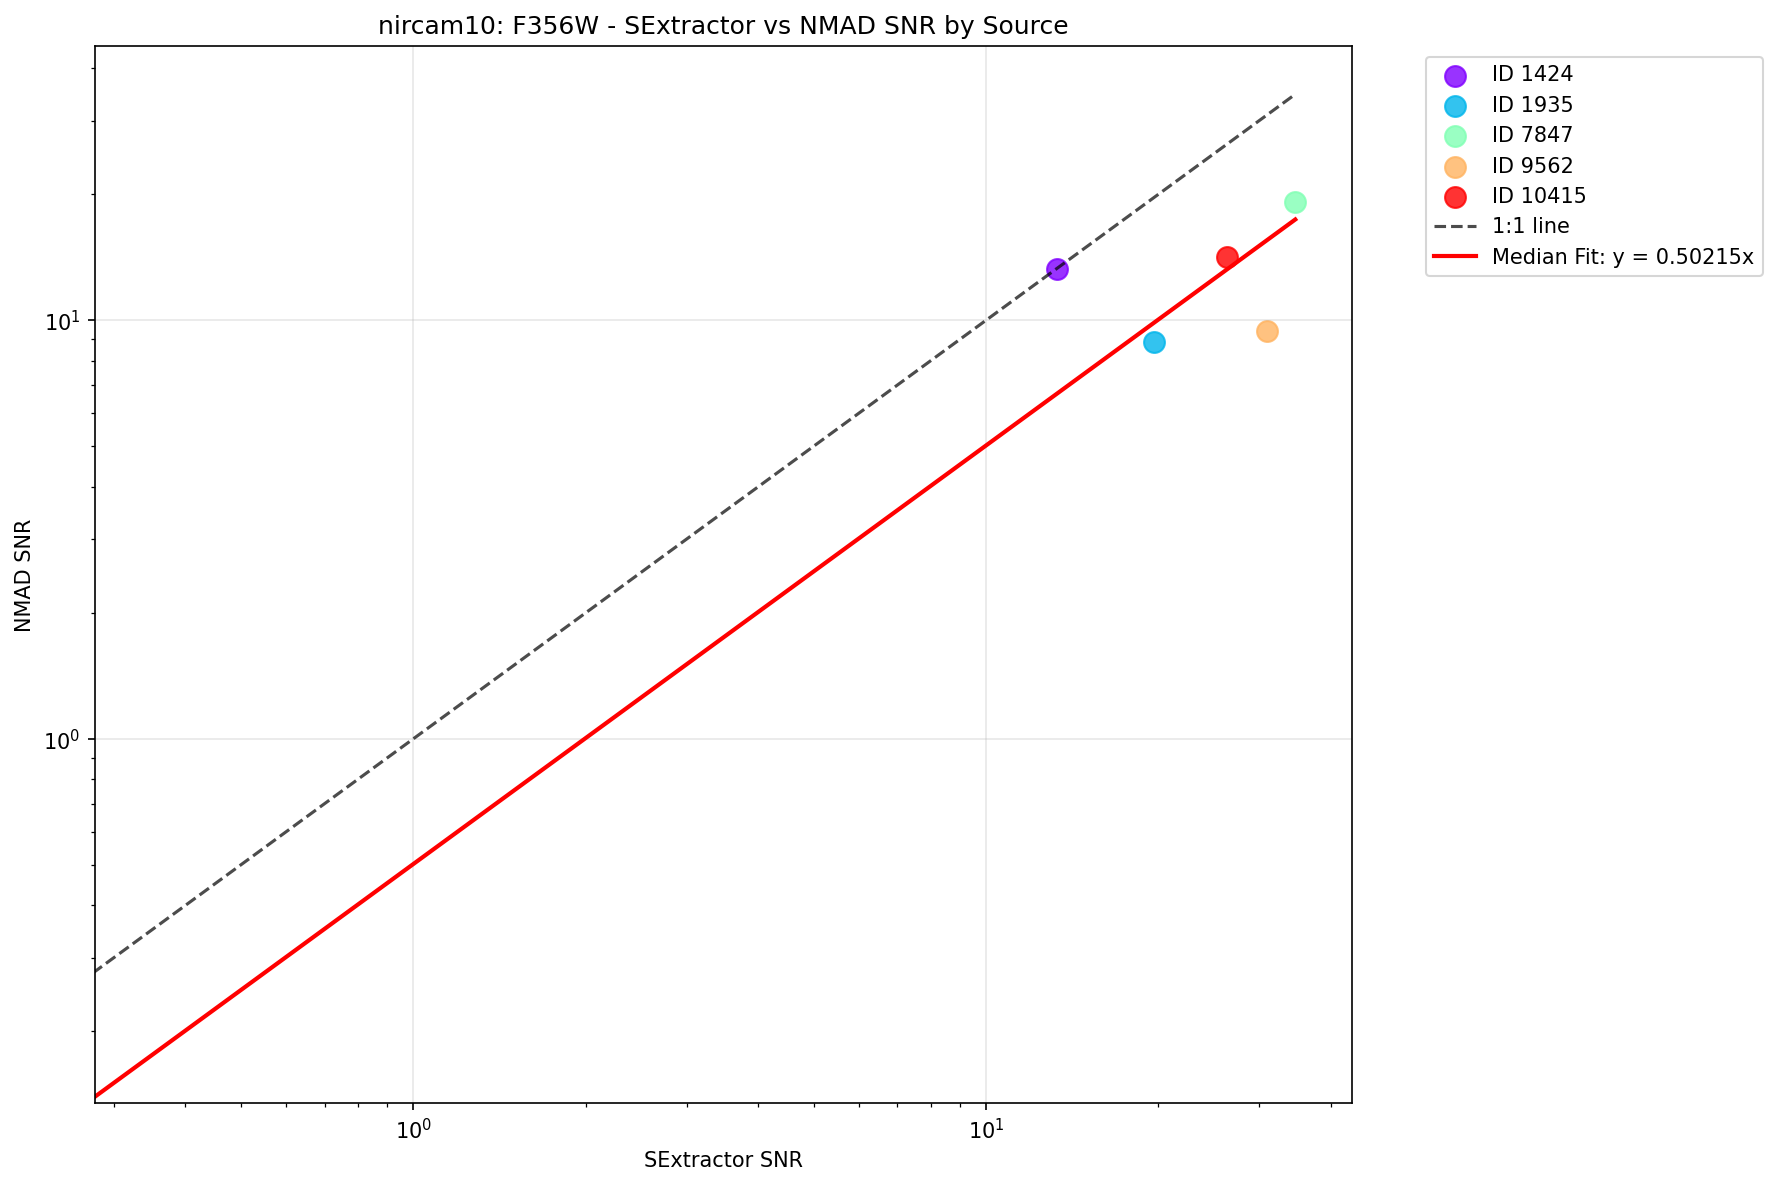 nircam10: F356W - SExtractor vs NMAD SNR by Source
ID 1424
ID 1935
ID 7847
ID 9562
ID 10415
1:1 line
Median Fit: y = 0.50215x
NMAD SNR
10¹
10⁰
10⁰ 10¹
SExtractor SNR